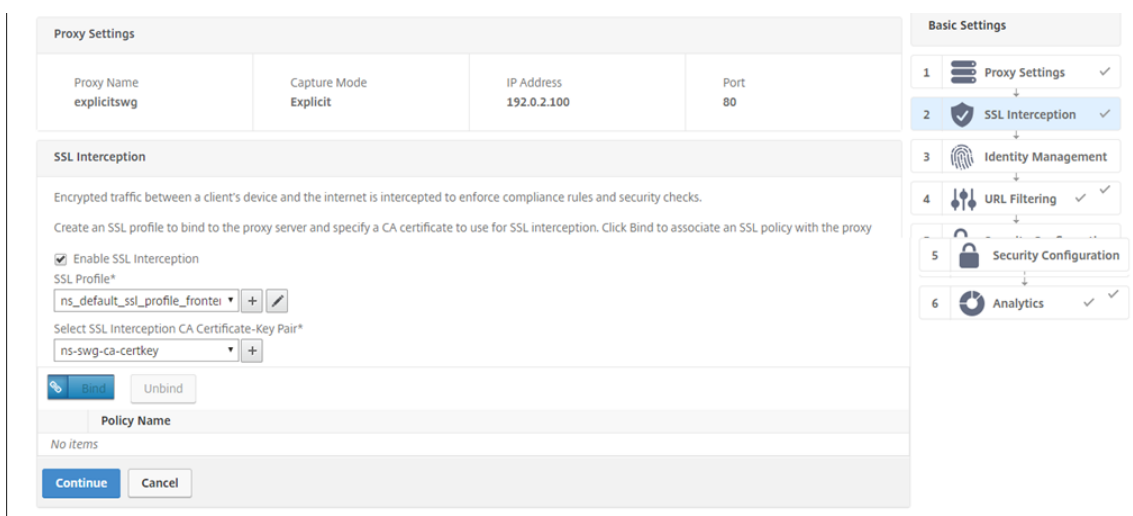 Proxy Settings
Proxy Name
explicitswg
Capture Mode
Explicit
IP Address
192.0.2.100
Port
80
SSL Interception
Encrypted traffic between a client's device and the internet is intercepted to enforce compliance rules and security checks.
Create an SSL profile to bind to the proxy server and specify a CA certificate to use for SSL interception. Click Bind to associate an SSL policy with the proxy
Enable SSL Interception
SSL Profile*
ns_default_ssl_profile_fronte
Select SSL Interception CA Certificate-Key Pair*
ns-swg-ca-certkey
Bind
Unbind
Policy Name
No items
Continue
Cancel
Basic Settings
1 Proxy Settings
2 SSL Interception
3 Identity Management
4 URL Filtering
5 Security Configuration
6 Analytics